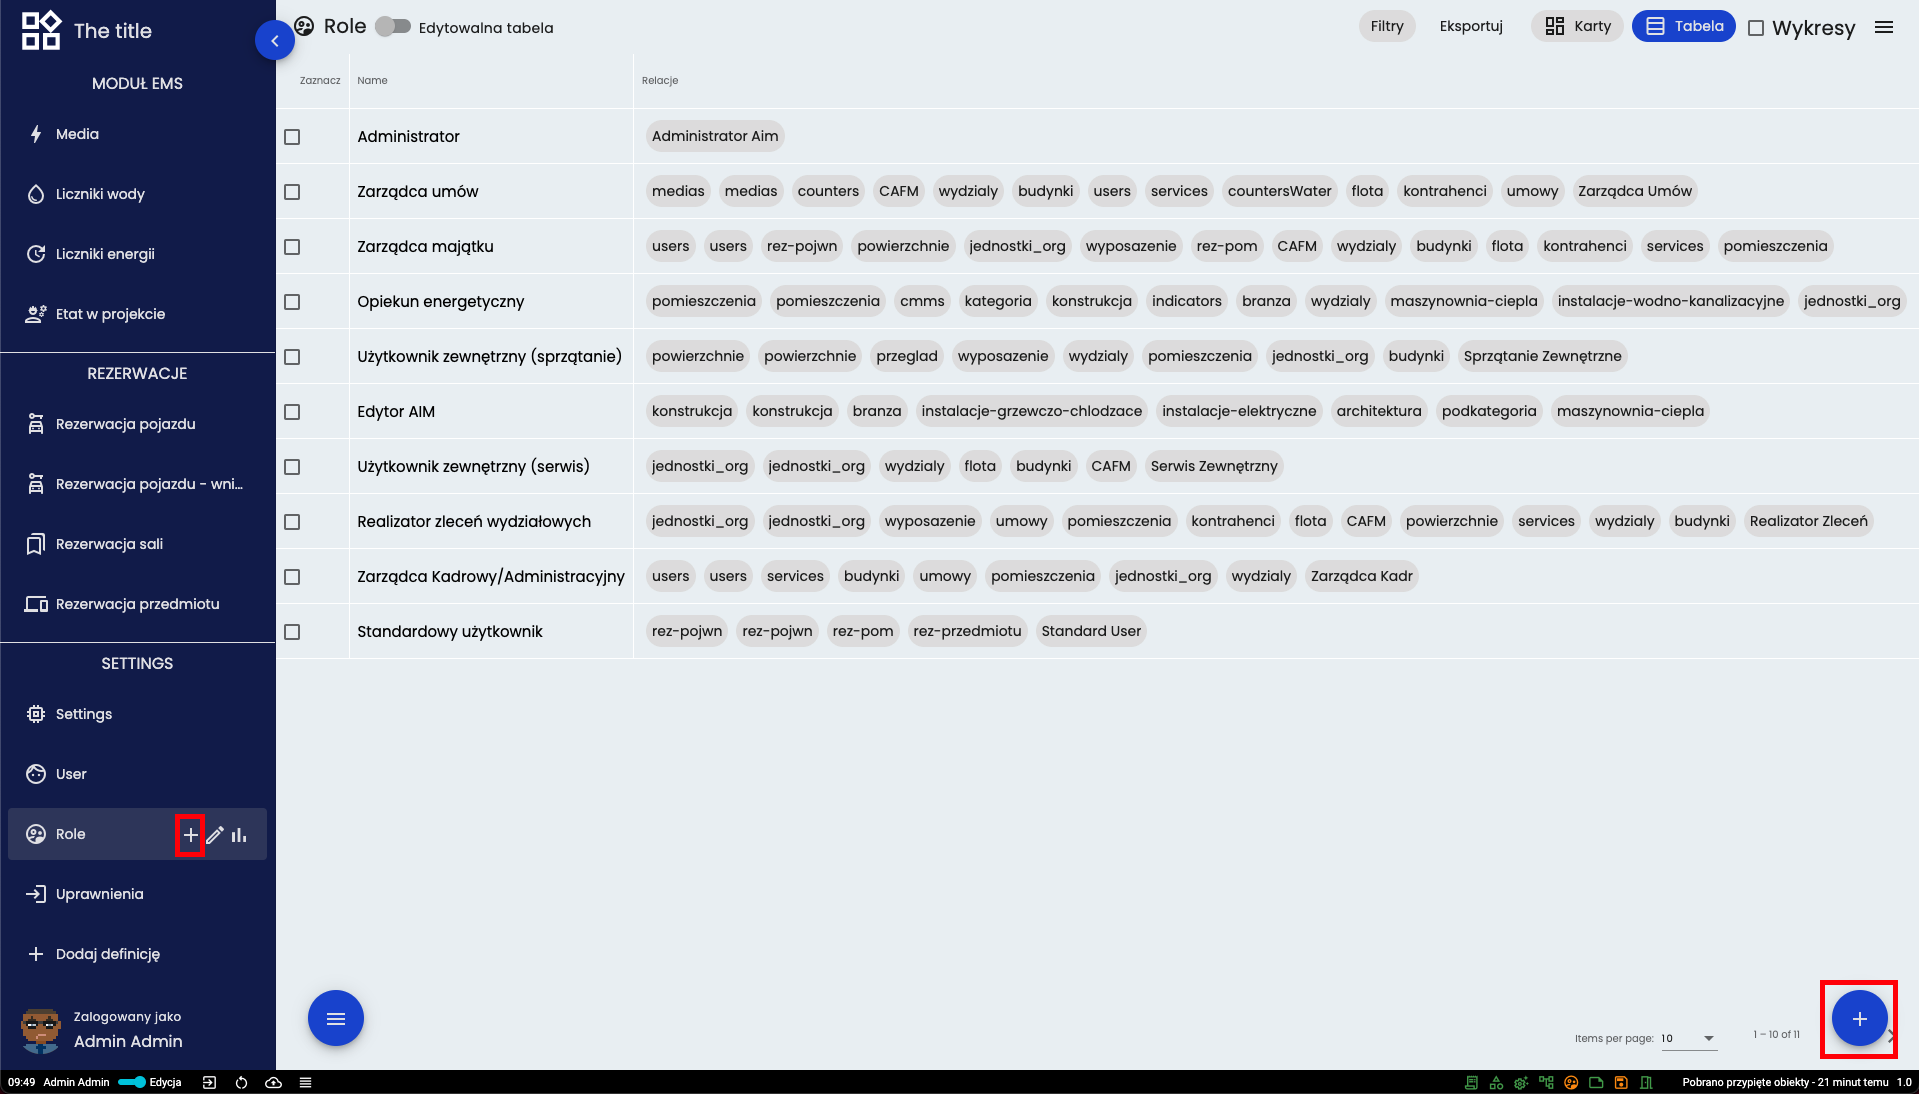 The title
MODUŁ EMS
Media
Liczniki wody
Liczniki energii
Etat w projekcie
REZERWACJE
Rezerwacja pojazdu
Rezerwacja pojazdu - wni...
Rezerwacja sali
Rezerwacja przedmiotu
SETTINGS
Settings
User
Role
Uprawnienia
Dodaj definicję
Zalogowany jako
Admin Admin
Role Edytowalna tabela Filtry Eksportuj Karty Tabela Wykresy
Zaznacz Name Relacje
Administrator Administrator Aim
Zarządca umów medias medias counters CAFM wydzialy budynki users services countersWater flota kontrahenci umowy Zarządca Umów
Zarządca majątku users users rez-pojwn powierzchnie jednostki_org wyposazenie rez-pom CAFM wydzialy budynki flota kontrahenci services pomieszczenia
Opiekun energetyczny pomieszczenia pomieszczenia cmms kategoria konstrukcja indicators branza wydzialy maszynownia-ciepla instalacje-wodno-kanalizacyjne jednostki_org
Użytkownik zewnętrzny (sprzątanie) powierzchnie powierzchnie przeglad wyposazenie wydzialy pomieszczenia jednostki_org budynki Sprzątanie Zewnętrzne
Edytor AIM konstrukcja konstrukcja branza instalacje-grzewczo-chlodzace instalacje-elektryczne architektura podkategoria maszynownia-ciepla
Użytkownik zewnętrzny (serwis) jednostki_org jednostki_org wydzialy flota budynki CAFM Serwis Zewnętrzny
Realizator zleceń wydziałowych jednostki_org jednostki_org wyposazenie umowy pomieszczenia kontrahenci flota CAFM powierzchnie services wydzialy budynki Realizator Zleceń
Zarządca Kadrowy/Administracyjny users users services budynki umowy pomieszczenia jednostki_org wydzialy Zarządca Kadr
Standardowy użytkownik rez-pojwn rez-pojwn rez-pom rez-przedmiotu Standard User
Items per page: 10 1 – 10 of 11
09:49 Admin Admin Edycja Pobrano przypięte obiekty - 21 minut temu 1.0